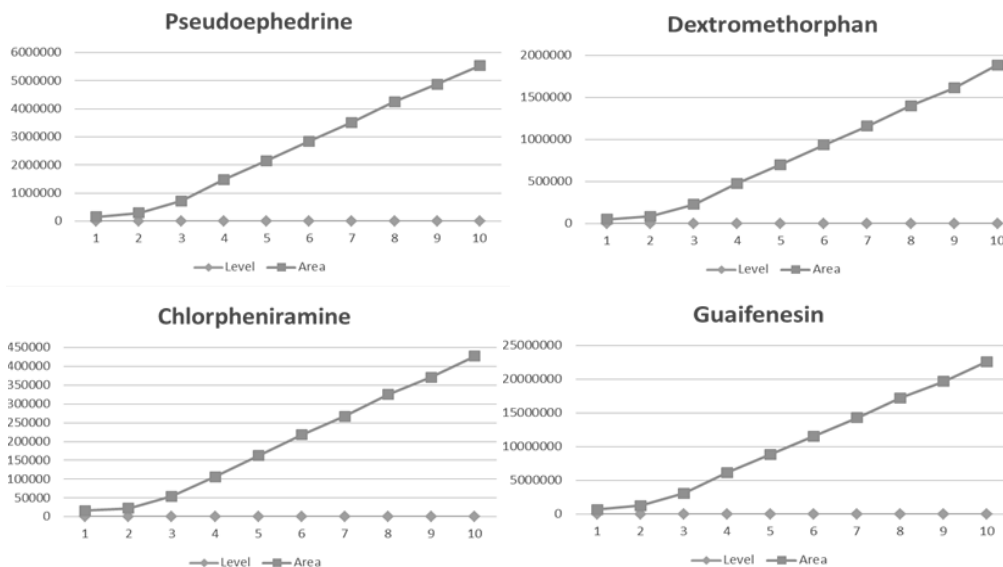 Pseudoephedrine
6000000
5000000
4000000
3000000
2000000
1000000
0
1 2 3 4 5 6 7 8 9 10
Level Area
Dextromethorphan
2000000
1500000
1000000
500000
0
1 2 3 4 5 6 7 8 9 10
Level Area
Chlorpheniramine
450000
400000
350000
300000
250000
200000
150000
100000
50000
0
1 2 3 4 5 6 7 8 9 10
Level Area
Guaifenesin
25000000
20000000
15000000
10000000
5000000
0
1 2 3 4 5 6 7 8 9 10
Level Area